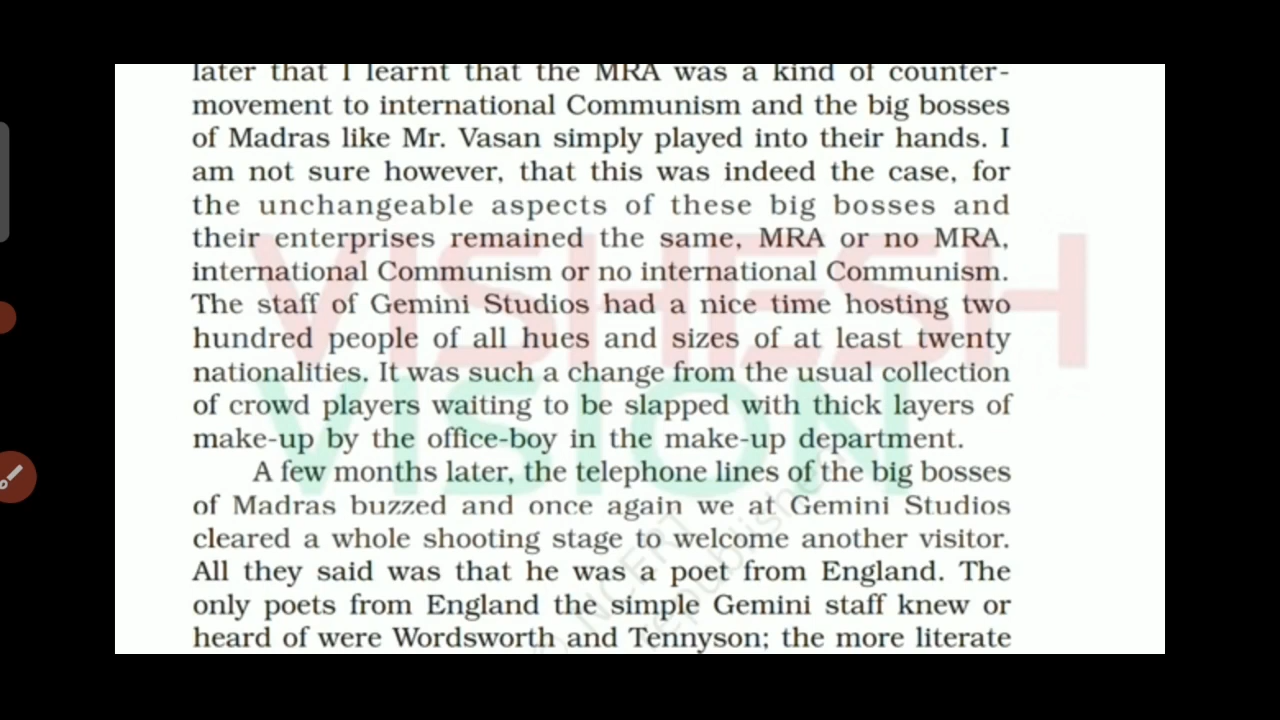 later that I learnt that the MRA was a kind of counter-
movement to international Communism and the big bosses
of Madras like Mr. Vasan simply played into their hands. I
am not sure however, that this was indeed the case, for
the unchangeable aspects of these big bosses and
their enterprises remained the same, MRA or no MRA,
international Communism or no international Communism.
The staff of Gemini Studios had a nice time hosting two
hundred people of all hues and sizes of at least twenty
nationalities. It was such a change from the usual collection
of crowd players waiting to be slapped with thick layers of
make-up by the office-boy in the make-up department.
A few months later, the telephone lines of the big bosses
of Madras buzzed and once again we at Gemini Studios
cleared a whole shooting stage to welcome another visitor.
All they said was that he was a poet from England. The
only poets from England the simple Gemini staff knew or
heard of were Wordsworth and Tennyson; the more literate
VISHESH
VISION
NCERT
republished